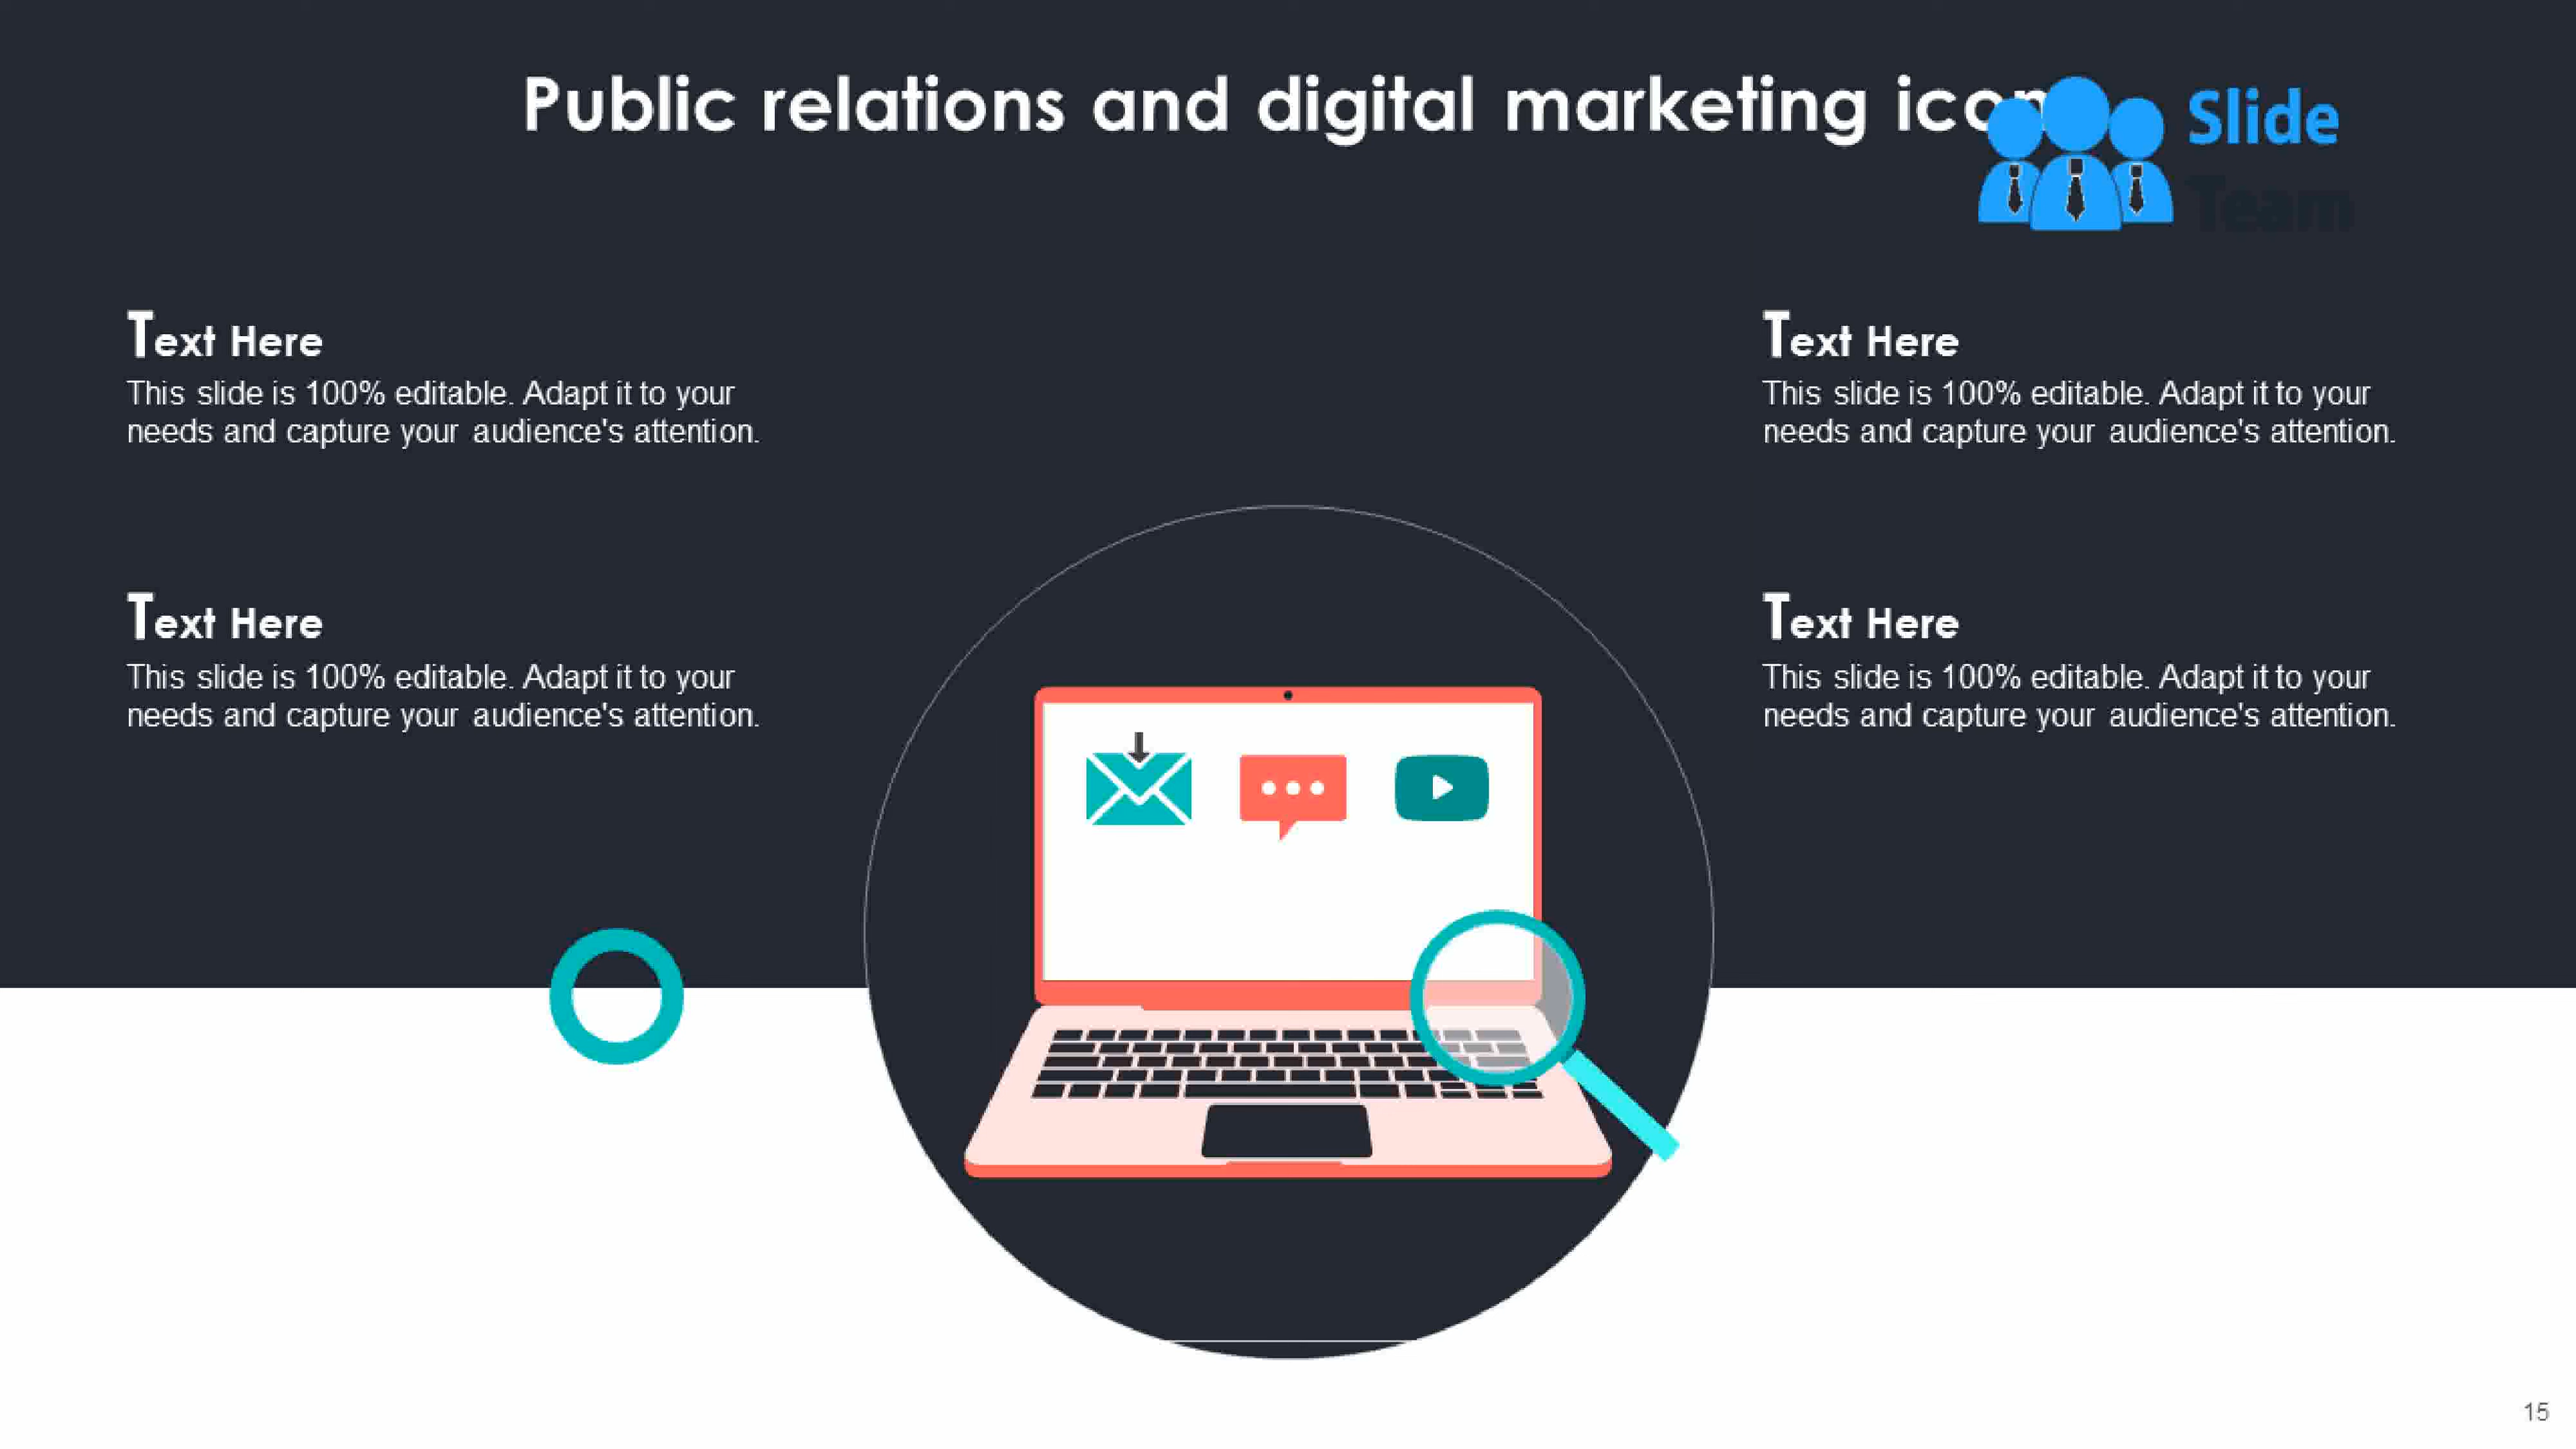 Public relations and digital marketing icon
Slide
Team
Text Here
This slide is 100% editable. Adapt it to your
needs and capture your audience's attention.
Text Here
This slide is 100% editable. Adapt it to your
needs and capture your audience's attention.
Text Here
This slide is 100% editable. Adapt it to your
needs and capture your audience's attention.
Text Here
This slide is 100% editable. Adapt it to your
needs and capture your audience's attention.
15